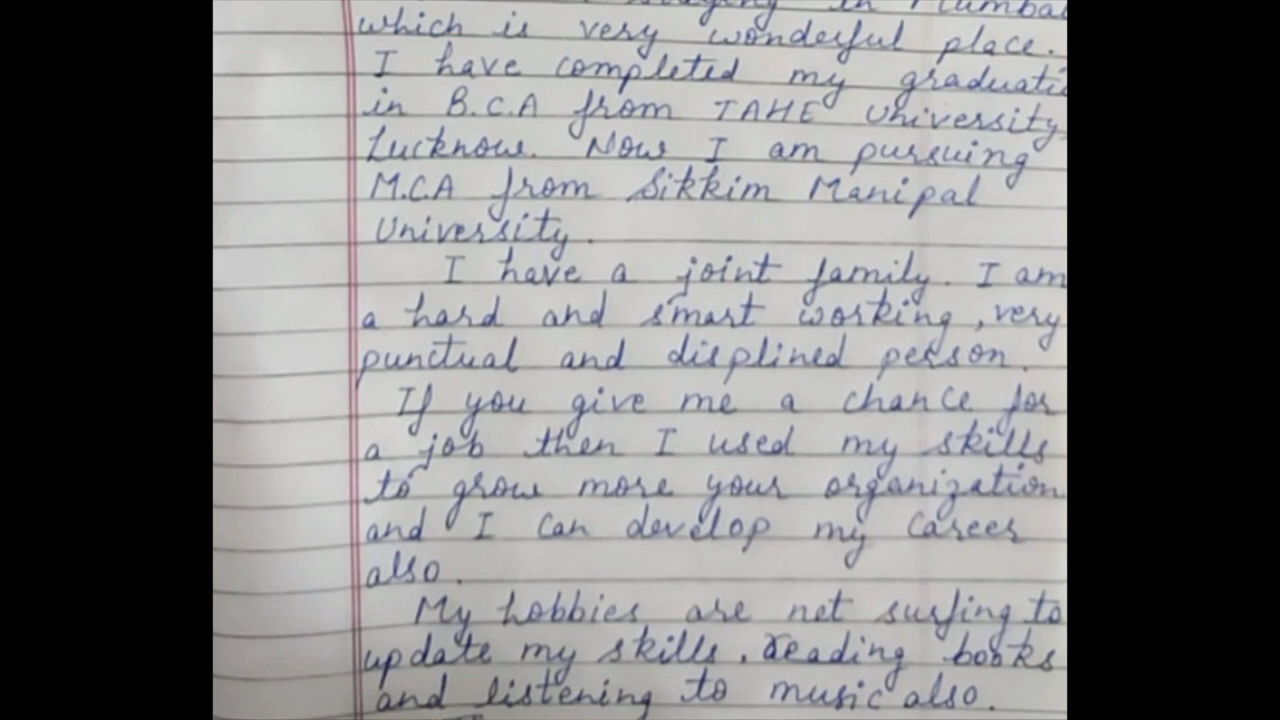 staying in Mumbai
which is very wonderful place.
I have completed my graduati
in B.C.A from IAHE University
Lucknow. Now I am pursuing
M.C.A from Sikkim Manipal
University.
I have a joint family. I am
a hard and smart working, very
punctual and displined person.
If you give me a chance for
a job then I used my skills
to grow more your organization
and I can develop my career
also.
My hobbies are net surfing to
update my skills, reading books
and listening to music also.